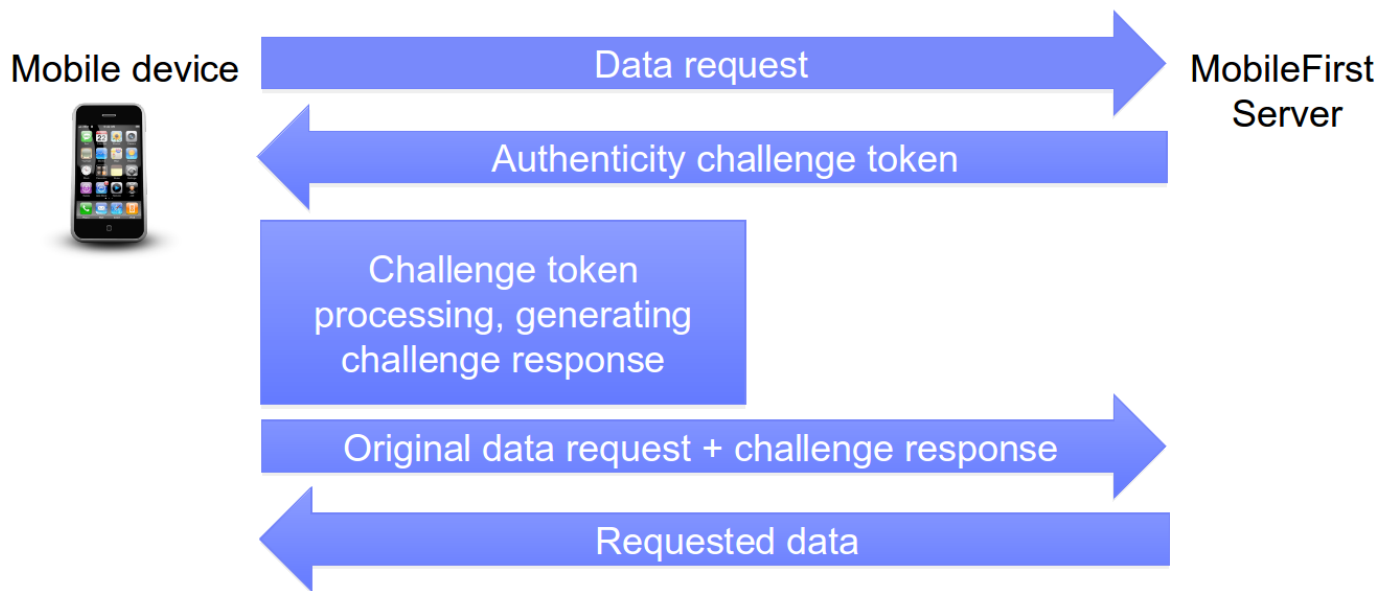 Mobile device
Data request
MobileFirst
Server
Authenticity challenge token
Challenge token
processing, generating
challenge response
Original data request + challenge response
Requested data